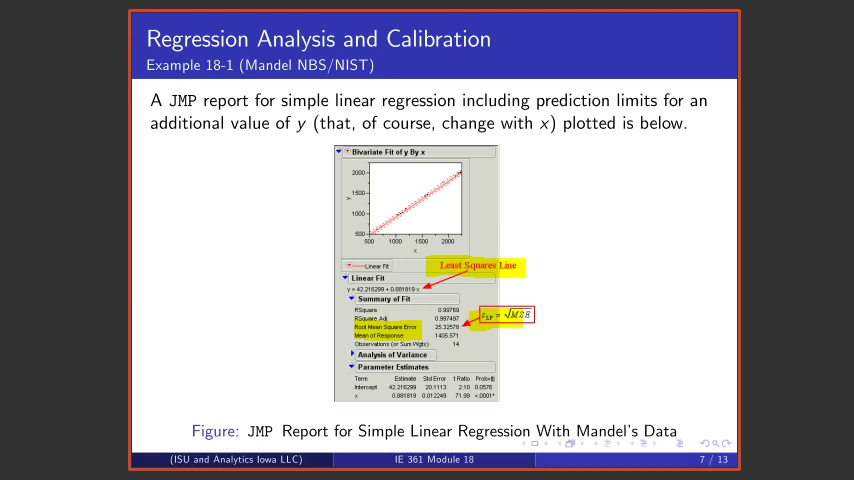 Regression Analysis and Calibration
Example 18-1 (Mandel NBS/NIST)
A JMP report for simple linear regression including prediction limits for an
additional value of y (that, of course, change with x) plotted is below.
Bivariate Fit of y By x
2000
1500
1000
500
y
500 1000 1500 2000
x
Linear Fit
Least Squares Line
Linear Fit
y = 42.216299 + 0.881819 x
Summary of Fit
RSquare 0.99769
RSquare Adj 0.997497
Root Mean Square Error 25.32578
Mean of Response 1405.571
Observations (or Sum Wgts) 14
sLF = √MSE
Analysis of Variance
Parameter Estimates
Term Estimate Std Error t Ratio Prob>|t|
Intercept 42.216299 20.1113 2.10 0.0576
x 0.881819 0.012249 71.99 <.0001*
Figure: JMP Report for Simple Linear Regression With Mandel's Data
(ISU and Analytics Iowa LLC) IE 361 Module 18 7 / 13